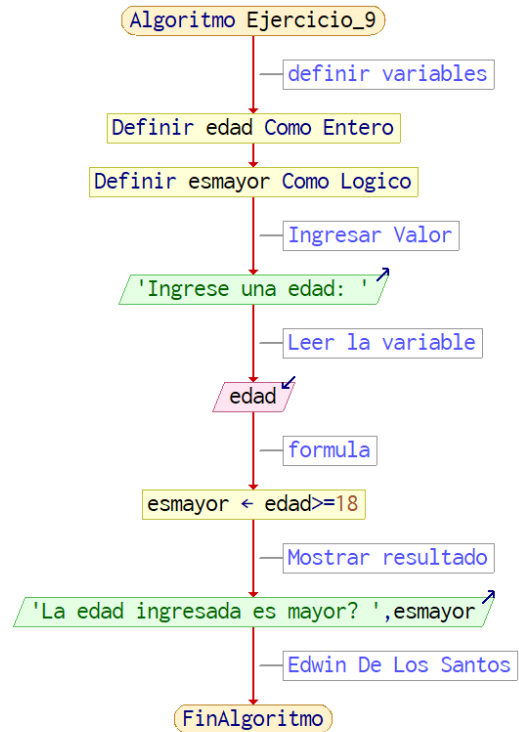 Algoritmo Ejercicio_9
definir variables
Definir edad Como Entero
Definir esmayor Como Logico
Ingresar Valor
'Ingrese una edad: '
Leer la variable
edad
formula
esmayor ← edad>=18
Mostrar resultado
'La edad ingresada es mayor? ',esmayor
Edwin De Los Santos
FinAlgoritmo